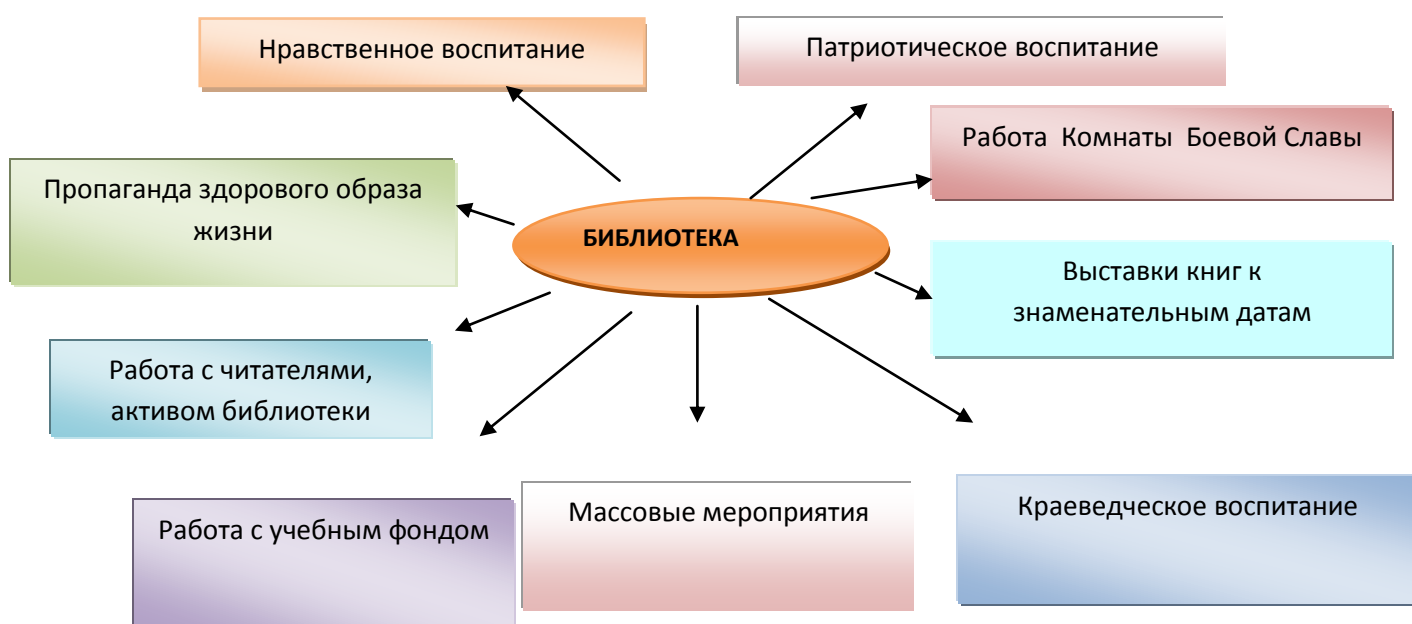 Нравственное воспитание
Патриотическое воспитание
Работа Комнаты Боевой Славы
Пропаганда здорового образа
жизни
БИБЛИОТЕКА
Выставки книг к
знаменательным датам
Работа с читателями,
активом библиотеки
Работа с учебным фондом
Массовые мероприятия
Краеведческое воспитание